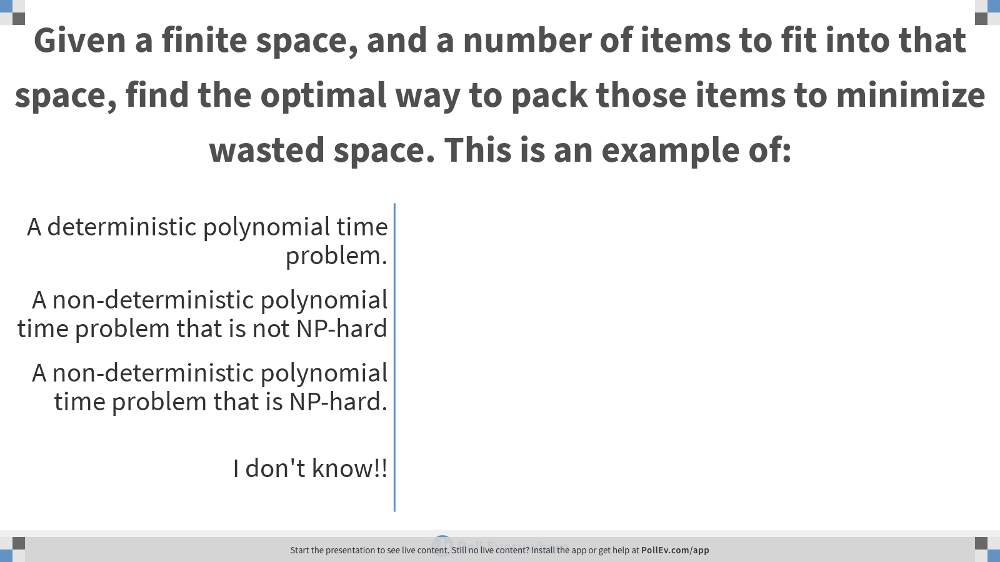 Given a finite space, and a number of items to fit into that
space, find the optimal way to pack those items to minimize
wasted space. This is an example of:
A deterministic polynomial time
problem.
A non-deterministic polynomial
time problem that is not NP-hard
A non-deterministic polynomial
time problem that is NP-hard.
I don't know!!
Poll Everywhere
Start the presentation to see live content. Still no live content? Install the app or get help at PollEv.com/app